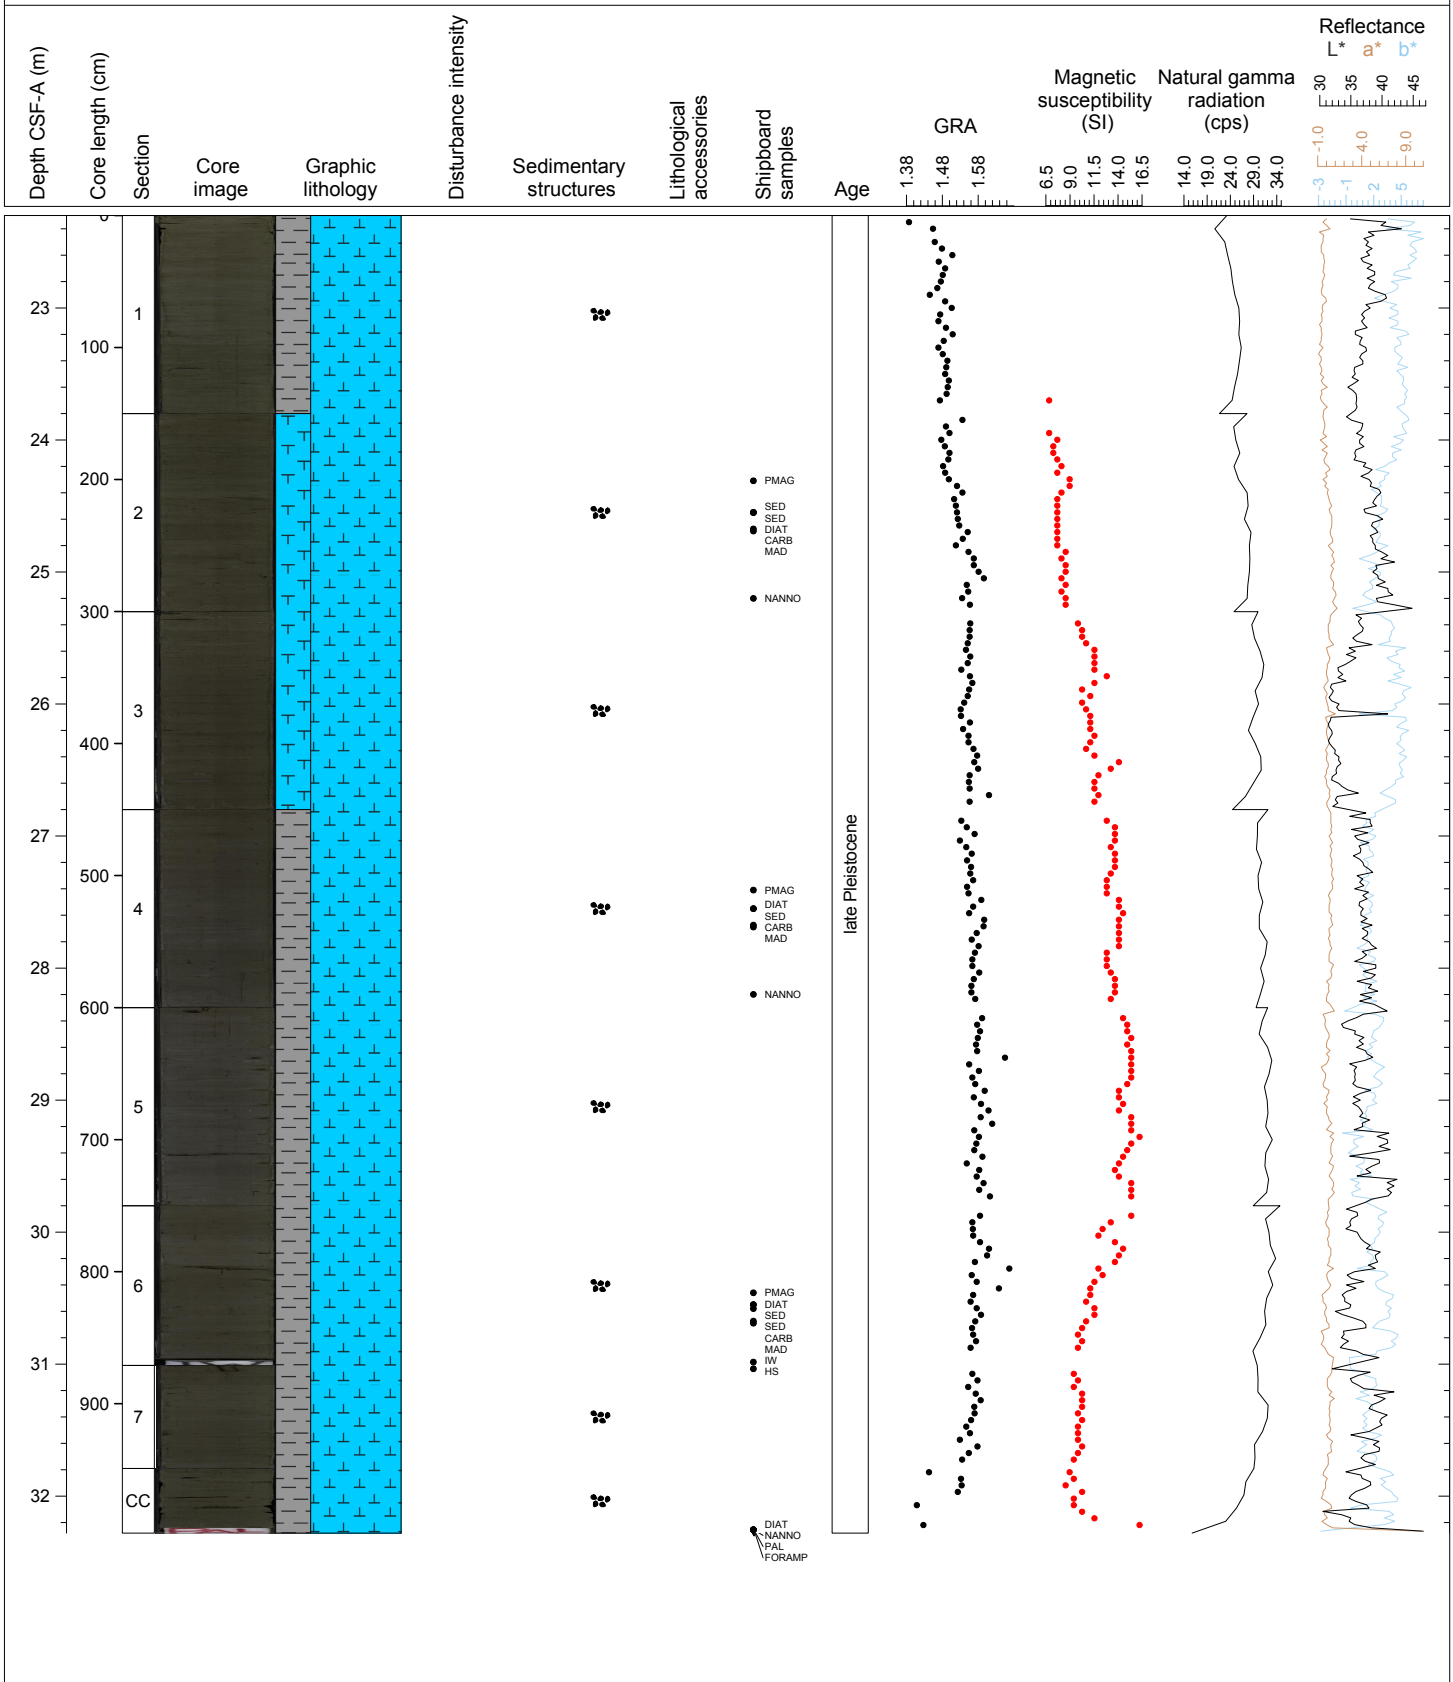 Depth CSF-A (m)
Core length (cm)
Section
Core
image
Graphic
lithology
Disturbance intensity
Sedimentary
structures
Lithological
accessories
Shipboard
samples
Age
GRA
1.38 1.48 1.58
Magnetic
susceptibility
(SI)
6.5 9.0 11.5 14.0 16.5
Natural gamma
radiation
(cps)
14.0 19.0 24.0 29.0 34.0
Reflectance
L* a* b*
30 35 40 45
-1.0 4.0 9.0
-3 -1 2 5
0
23
1
100
24
200
PMAG
2
SED
SED
DIAT
CARB
MAD
25
NANNO
300
26
3
400
27
500
PMAG
4
DIAT
SED
CARB
MAD
late Pleistocene
28
NANNO
600
29
5
700
30
800
6
PMAG
DIAT
SED
SED
CARB
MAD
31
IW
HS
900
7
32
CC
DIAT
NANNO
PAL
FORAMP